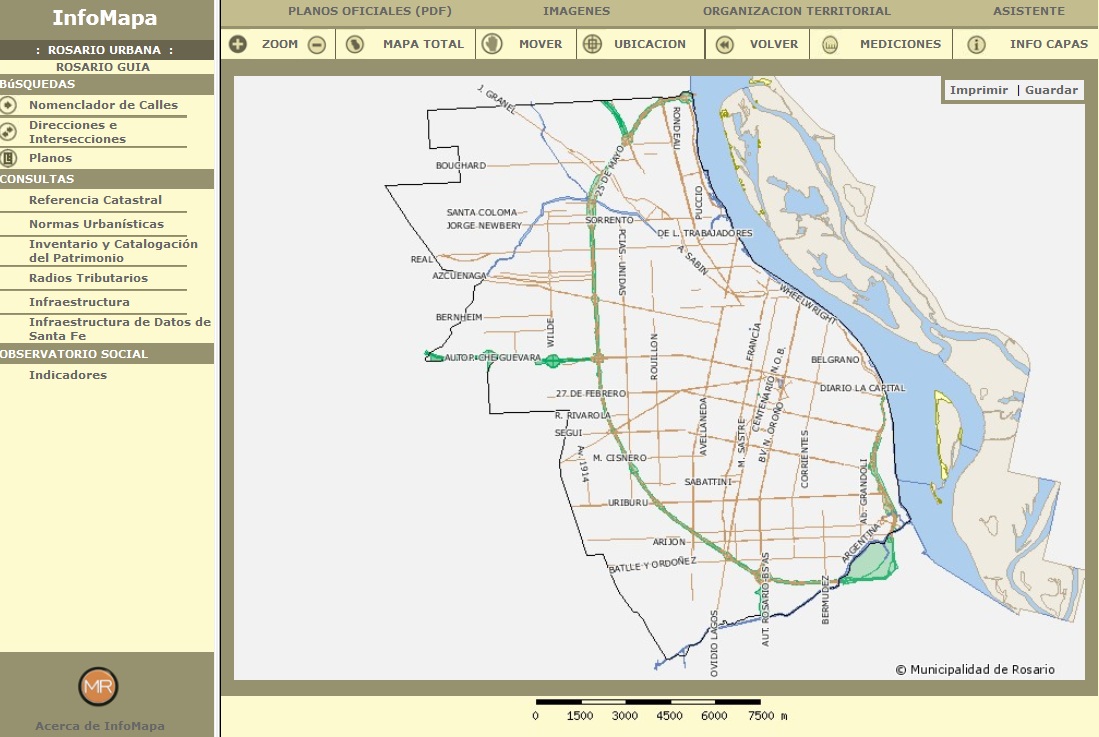 InfoMapa
: ROSARIO URBANA :
ROSARIO GUIA
BúSQUEDAS
Nomenclador de Calles
Direcciones e
Intersecciones
Planos
CONSULTAS
Referencia Catastral
Normas Urbanísticas
Inventario y Catalogación
del Patrimonio
Radios Tributarios
Infraestructura
Infraestructura de Datos de
Santa Fe
OBSERVATORIO SOCIAL
Indicadores
MR
Acerca de InfoMapa
PLANOS OFICIALES (PDF) IMAGENES ORGANIZACION TERRITORIAL ASISTENTE
ZOOM MAPA TOTAL MOVER UBICACION VOLVER MEDICIONES INFO CAPAS
Imprimir | Guardar
J. GRANEL
RONDEAU
25 DE MAYO
BOUCHARD
PUCCIO
SANTA COLOMA
JORGE NEWBERY
SORRENTO
DE L. TRABAJADORES
PCIAS. UNIDAS
A. SABIN
REAL
AZCUENAGA
WHEELWRIGHT
BERNHEIM
WILDE
FRANCIA
ROUILLON
AUTOP. CHE GUEVARA
BELGRANO
CENTENARIO N.O.B.
DIARIO LA CAPITAL
27 DE FEBRERO
AVELLANEDA
R. RIVAROLA
BV. N. OROÑO
M. SASTRE
SEGUI
CORRIENTES
AV. 1914
M. CISNERO
AB. GRANDOLI
SABATTINI
URIBURU
ARGENTINA
ARIJON
BATLLE Y ORDOÑEZ
AUT. ROSARIO-BS AS
BERMUDEZ
OVIDIO LAGOS
© Municipalidad de Rosario
0 1500 3000 4500 6000 7500 m